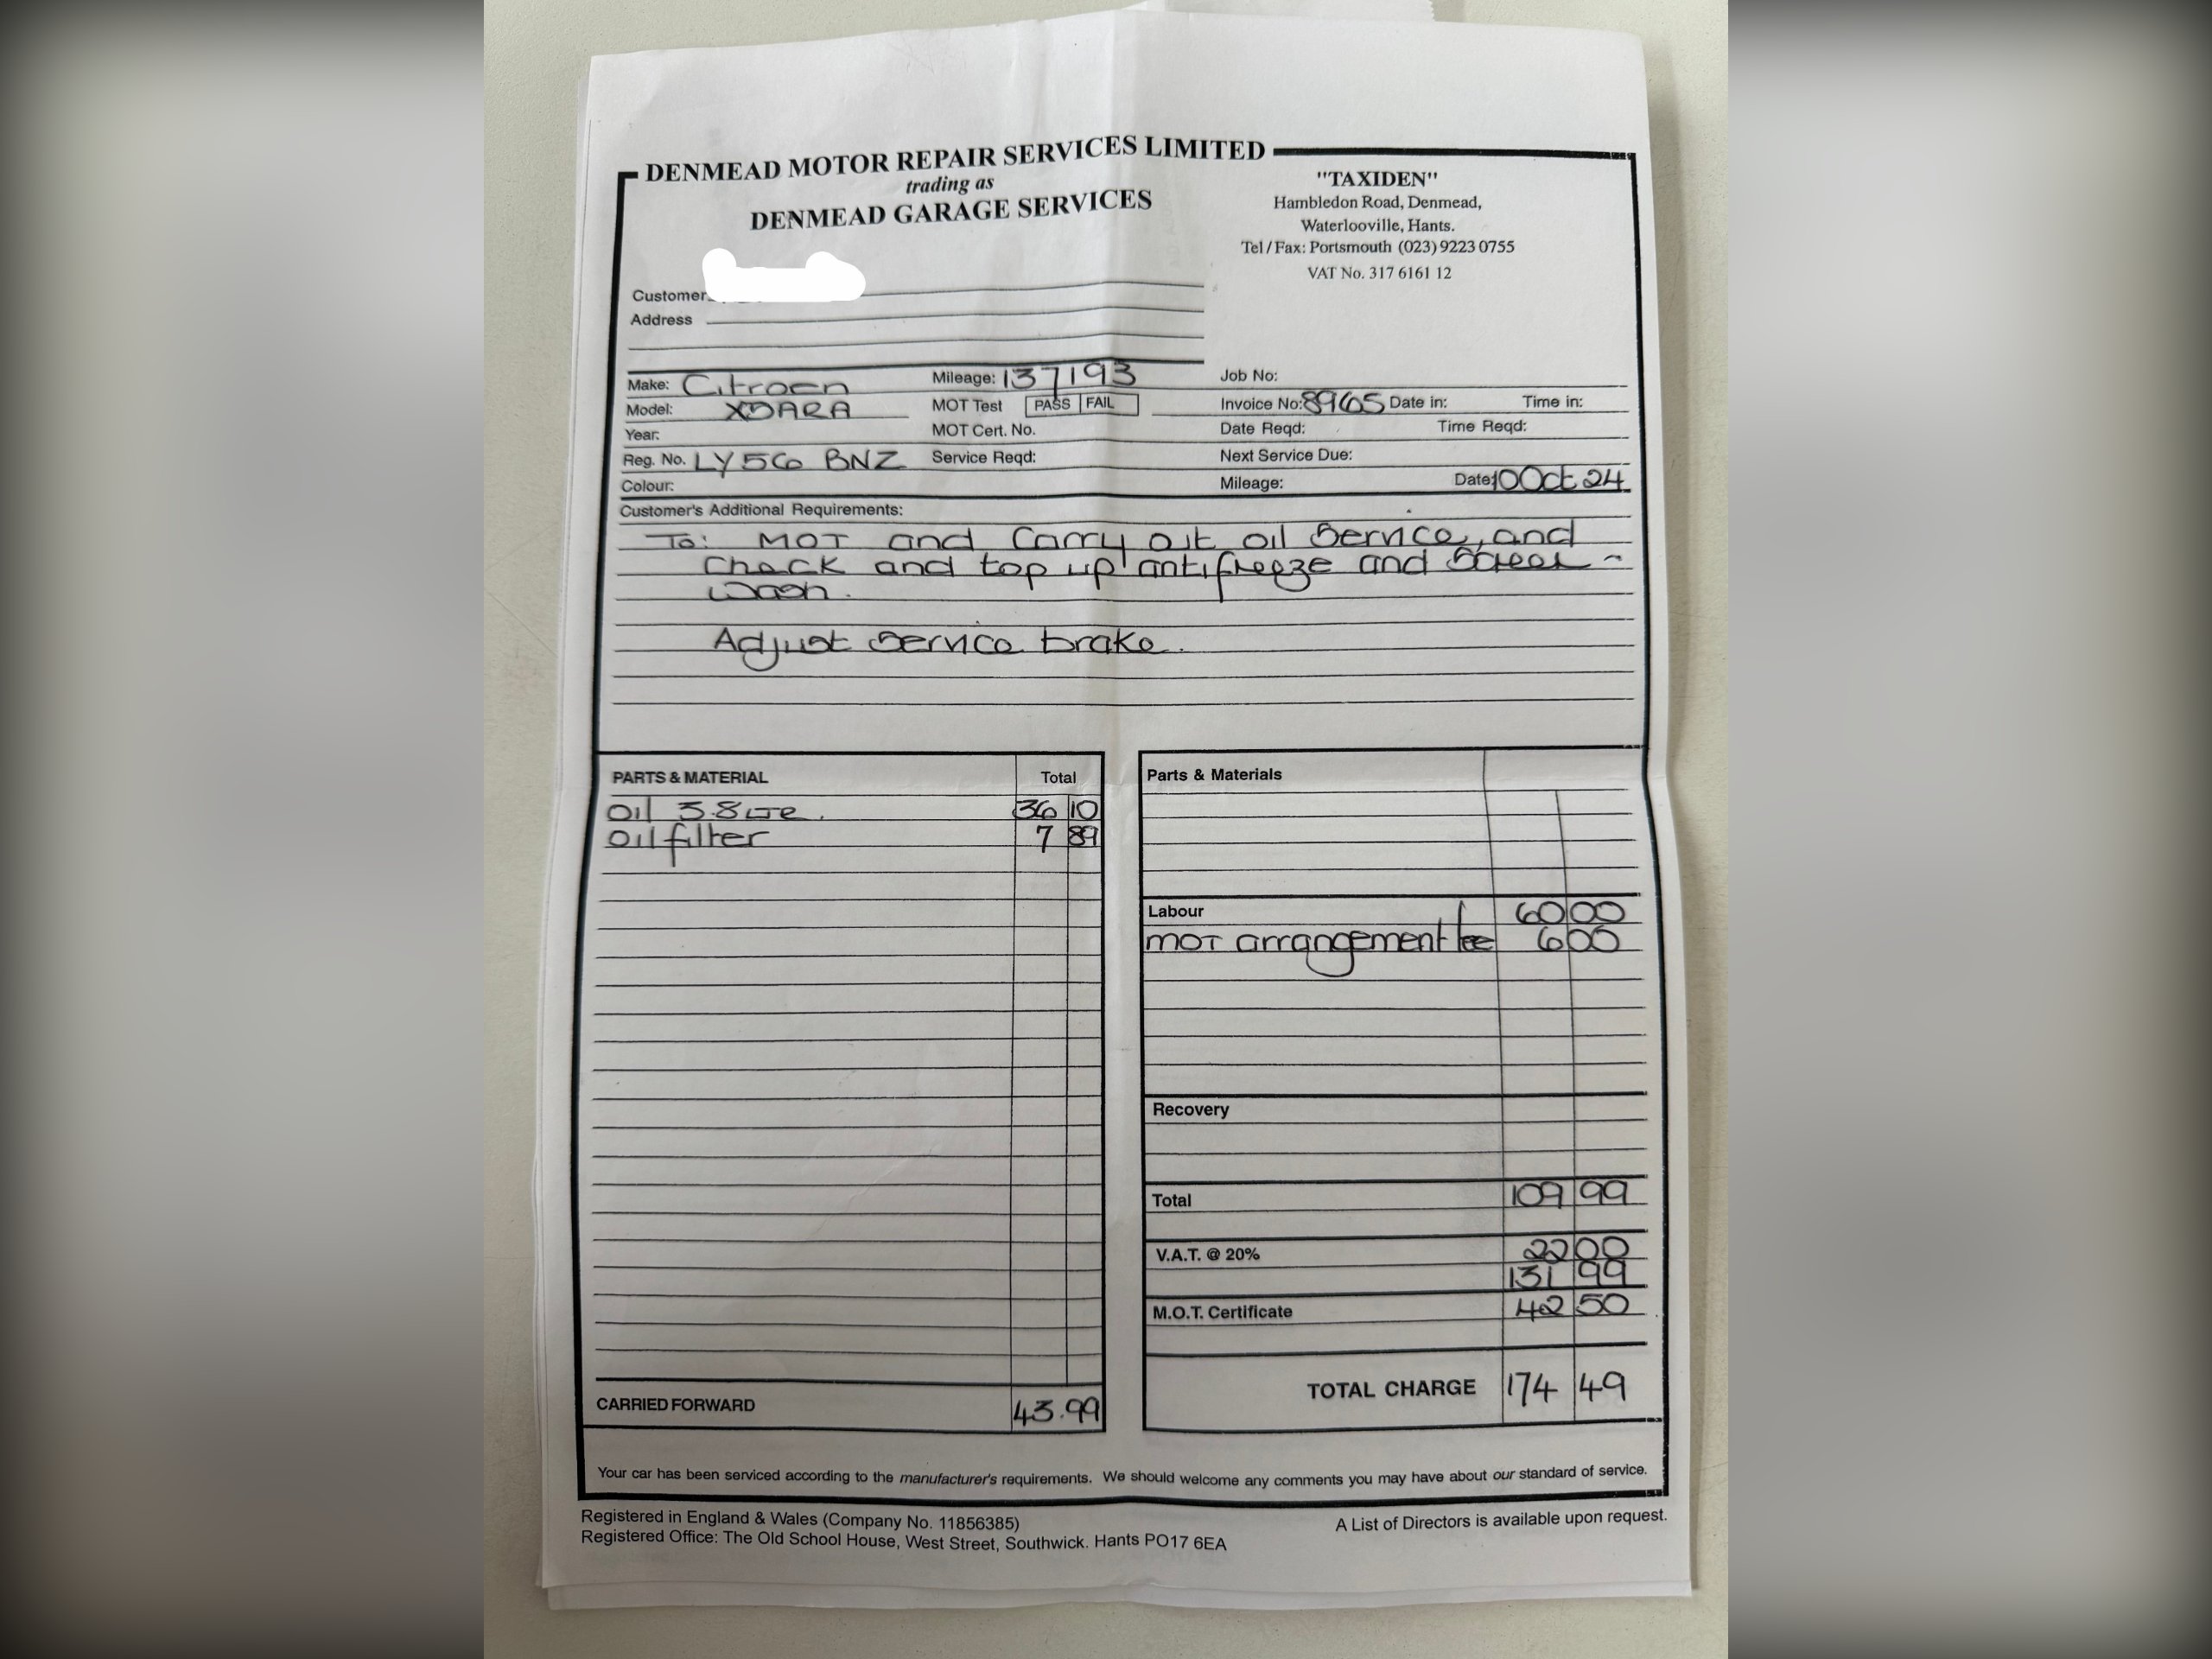 DENMEAD MOTOR REPAIR SERVICES LIMITED
trading as
DENMEAD GARAGE SERVICES
"TAXIDEN"
Hambledon Road, Denmead,
Waterlooville, Hants.
Tel / Fax: Portsmouth (023) 9223 0755
VAT No. 317 6161 12
Customer
Address
Make: Citroen Mileage: 137193 Job No:
Model: XSARA MOT Test PASS FAIL Invoice No: 8965 Date in: Time in:
Year: MOT Cert. No. Date Reqd: Time Reqd:
Reg. No. LY56 BNZ Service Reqd: Next Service Due:
Colour: Mileage: Date: 10 Oct 24
Customer's Additional Requirements:
To: MOT and Carry out oil Service, and
Check and top up antifreeze and Screen -
Wash.
Adjust Service brake.
PARTS & MATERIAL Total
Oil 3.8 LTR. 36 10
Oil filter 7 89
CARRIED FORWARD 43.99
Parts & Materials
Labour 60 00
MOT arrangement fee 6 00
Recovery
Total 109 99
V.A.T. @ 20% 22 00
131 99
M.O.T. Certificate 42 50
TOTAL CHARGE 174 49
Your car has been serviced according to the manufacturer's requirements. We should welcome any comments you may have about our standard of service.
Registered in England & Wales (Company No. 11856385)
Registered Office: The Old School House, West Street, Southwick. Hants PO17 6EA
A List of Directors is available upon request.